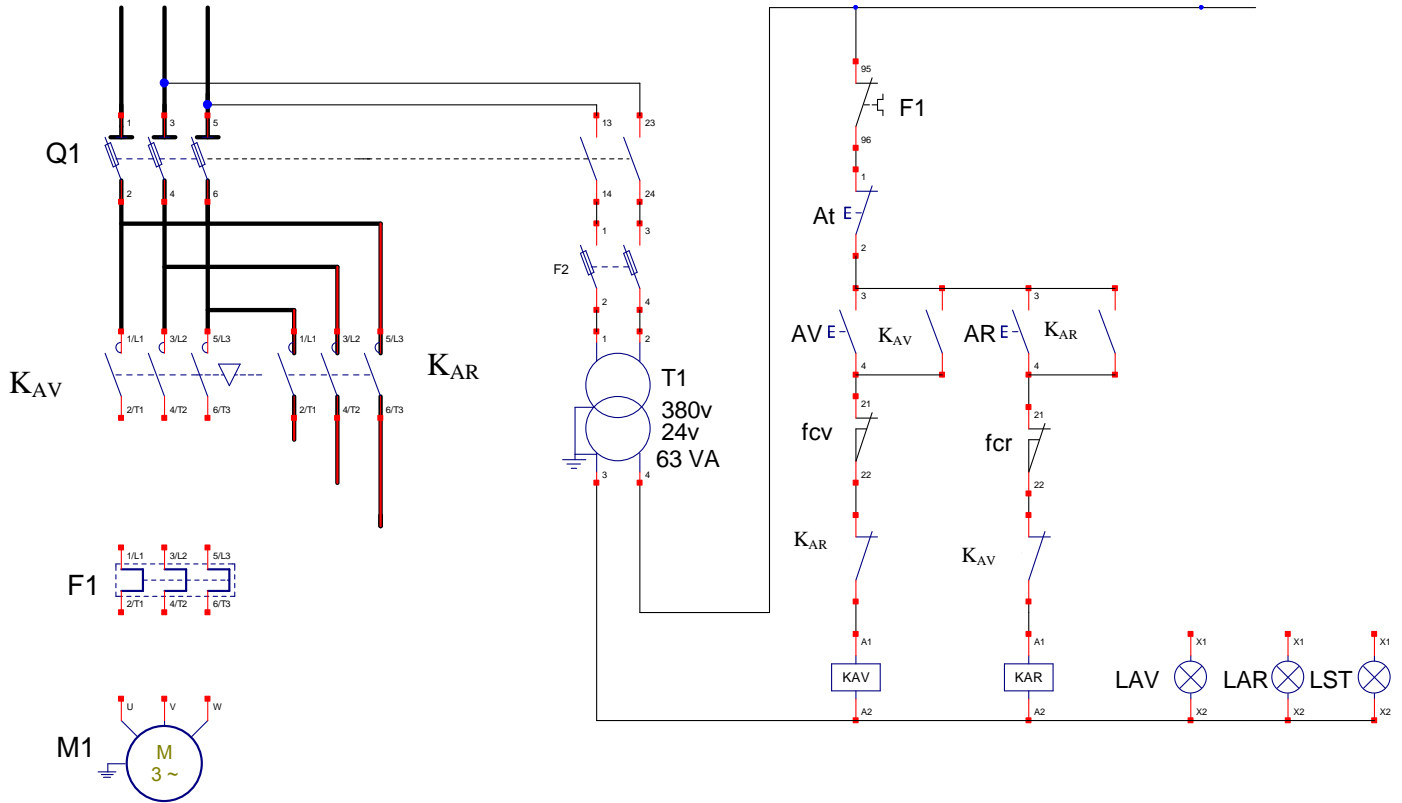 1 3 5
Q1
2 4 6
13 23
14 24
1 3
F2
2 4
1/L1 3/L2 5/L3
KAV
2/T1 4/T2 6/T3
1/L1 3/L2 5/L3
KAR
2/T1 4/T2 6/T3
1 2
T1
380v
24v
63 VA
3 4
1/L1 3/L2 5/L3
F1
2/T1 4/T2 6/T3
U V W
M1
M
3 ~
95
F1
96
1
At E
2
3 3
AV E KAV AR E KAR
4 4
21 21
fcv fcr
22 22
KAR KAV
A1 A1 X1 X1 X1
KAV KAR LAV LAR LST
A2 A2 X2 X2 X2